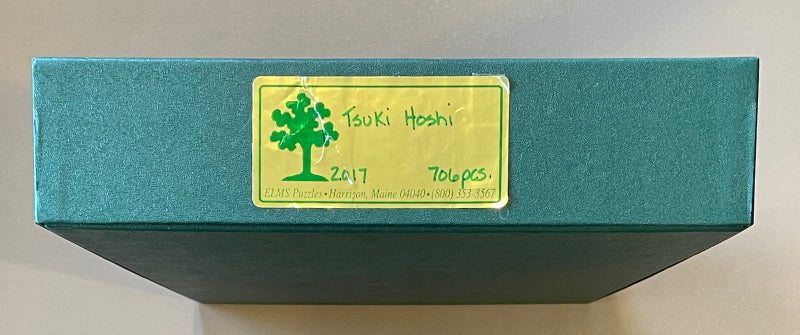 Tsuki Hoshi
2017 706pcs.
ELMS Puzzles • Harrison, Maine 04040 • (800) 353-3567